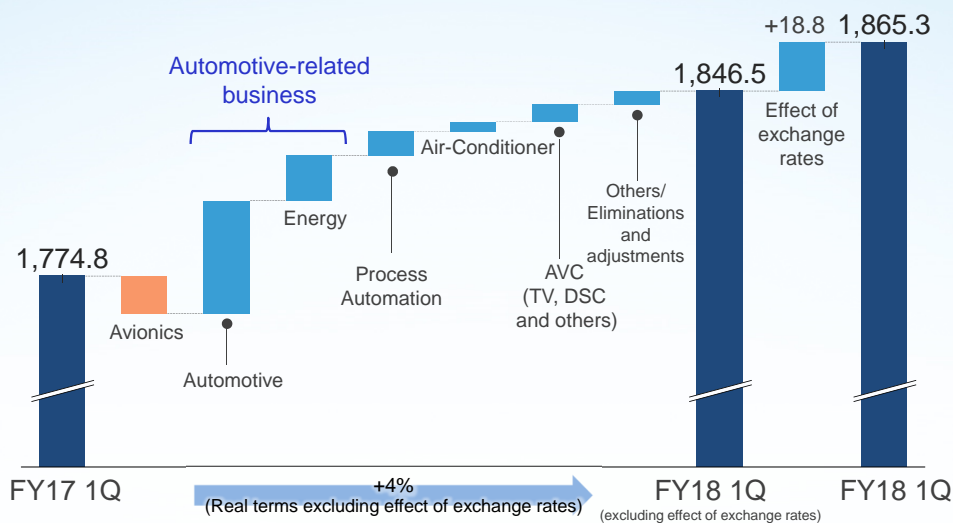 +18.8
1,865.3
Automotive-related
business
1,846.5
Effect of
exchange
rates
Air-Conditioner
Others/
Eliminations
and
adjustments
Energy
1,774.8
Process
Automation
AVC
(TV, DSC
and others)
Avionics
Automotive
FY17 1Q
+4%
(Real terms excluding effect of exchange rates)
FY18 1Q
(excluding effect of exchange rates)
FY18 1Q